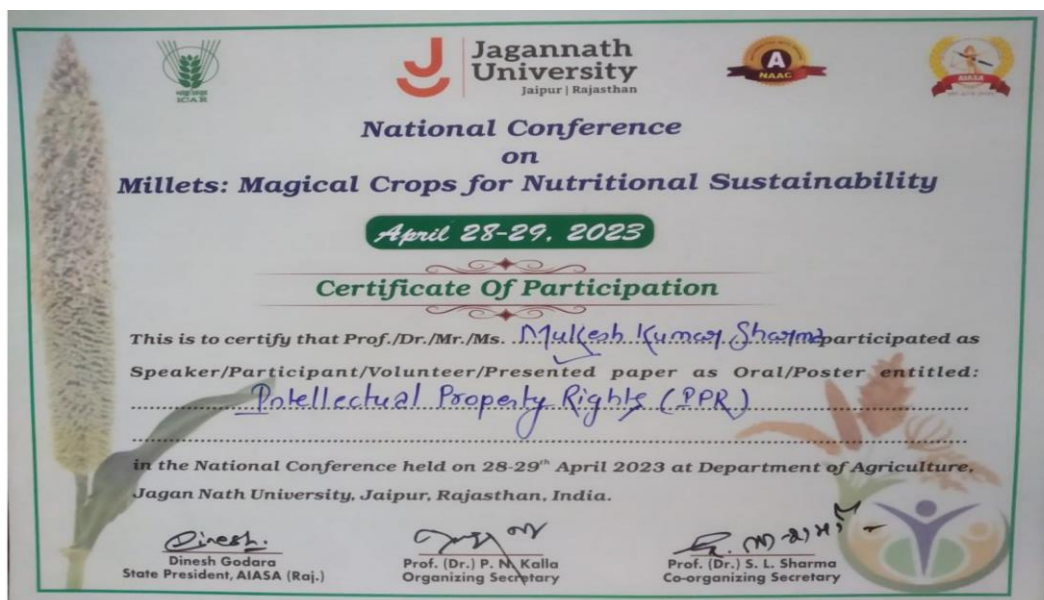 ICAR
Jagannath
University
Jaipur | Rajasthan
A
NAAC
AIASA
National Conference
on
Millets: Magical Crops for Nutritional Sustainability
April 28-29, 2023
Certificate Of Participation
This is to certify that Prof./Dr./Mr./Ms. Mukesh Kumar Sharma participated as
Speaker/Participant/Volunteer/Presented paper as Oral/Poster entitled:
Intellectual Property Rights (IPR)
in the National Conference held on 28-29th April 2023 at Department of Agriculture,
Jagan Nath University, Jaipur, Rajasthan, India.
Dinesh.
Dinesh Godara
State President, AIASA (Raj.)
Prof. (Dr.) P. N. Kalla
Organizing Secretary
Prof. (Dr.) S. L. Sharma
Co-organizing Secretary